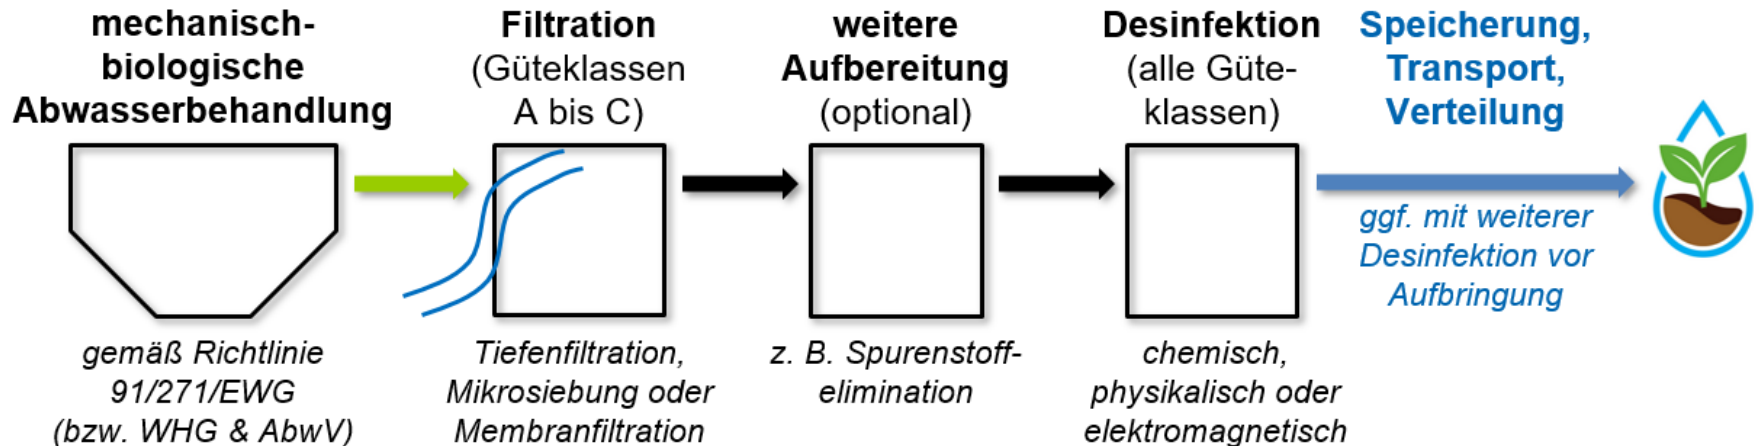 mechanisch-
biologische
Abwasserbehandlung
gemäß Richtlinie
91/271/EWG
(bzw. WHG & AbwV)
Filtration
(Güteklassen
A bis C)
Tiefenfiltration,
Mikrosiebung oder
Membranfiltration
weitere
Aufbereitung
(optional)
z. B. Spurenstoff-
elimination
Desinfektion
(alle Güte-
klassen)
chemisch,
physikalisch oder
elektromagnetisch
Speicherung,
Transport,
Verteilung
ggf. mit weiterer
Desinfektion vor
Aufbringung